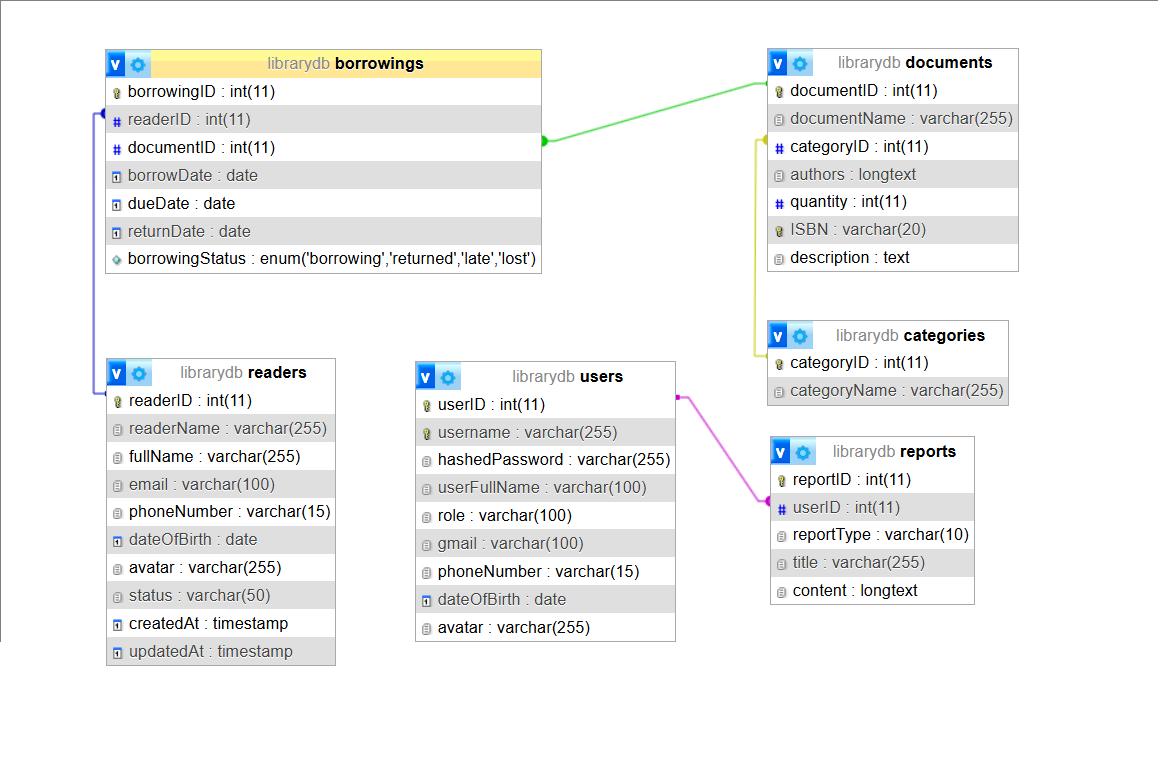 librarydb borrowings
borrowingID : int(11)
readerID : int(11)
documentID : int(11)
borrowDate : date
dueDate : date
returnDate : date
borrowingStatus : enum('borrowing','returned','late','lost')
librarydb documents
documentID : int(11)
documentName : varchar(255)
categoryID : int(11)
authors : longtext
quantity : int(11)
ISBN : varchar(20)
description : text
librarydb categories
categoryID : int(11)
categoryName : varchar(255)
librarydb readers
readerID : int(11)
readerName : varchar(255)
fullName : varchar(255)
email : varchar(100)
phoneNumber : varchar(15)
dateOfBirth : date
avatar : varchar(255)
status : varchar(50)
createdAt : timestamp
updatedAt : timestamp
librarydb users
userID : int(11)
username : varchar(255)
hashedPassword : varchar(255)
userFullName : varchar(100)
role : varchar(100)
gmail : varchar(100)
phoneNumber : varchar(15)
dateOfBirth : date
avatar : varchar(255)
librarydb reports
reportID : int(11)
userID : int(11)
reportType : varchar(10)
title : varchar(255)
content : longtext